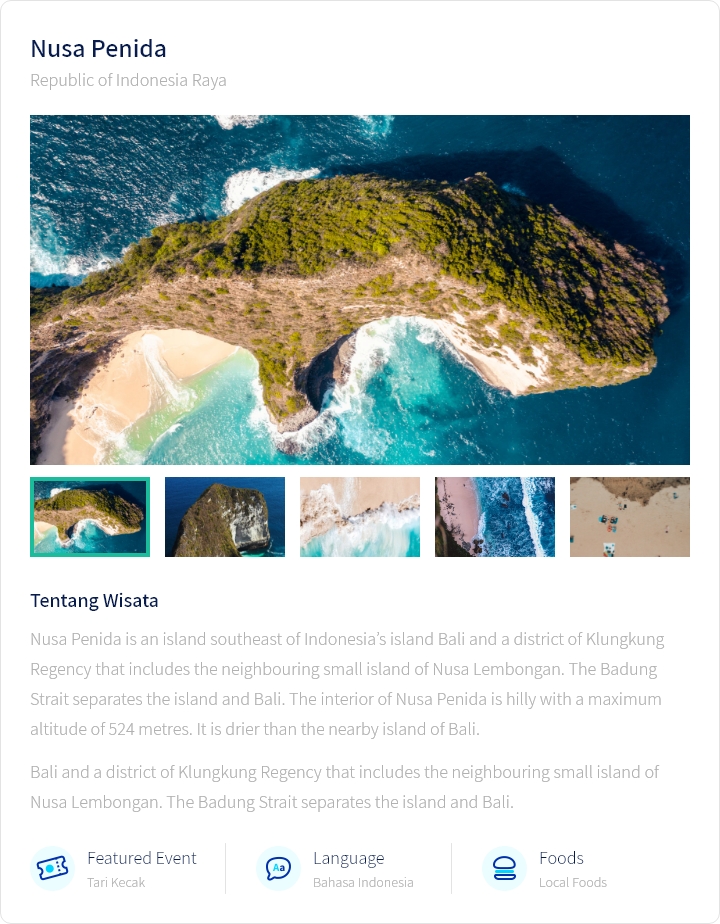 Nusa Penida
Republic of Indonesia Raya
Tentang Wisata
Nusa Penida is an island southeast of Indonesia’s island Bali and a district of Klungkung
Regency that includes the neighbouring small island of Nusa Lembongan. The Badung
Strait separates the island and Bali. The interior of Nusa Penida is hilly with a maximum
altitude of 524 metres. It is drier than the nearby island of Bali.
Bali and a district of Klungkung Regency that includes the neighbouring small island of
Nusa Lembongan. The Badung Strait separates the island and Bali.
Featured Event
Tari Kecak
Aa
Language
Bahasa Indonesia
Foods
Local Foods